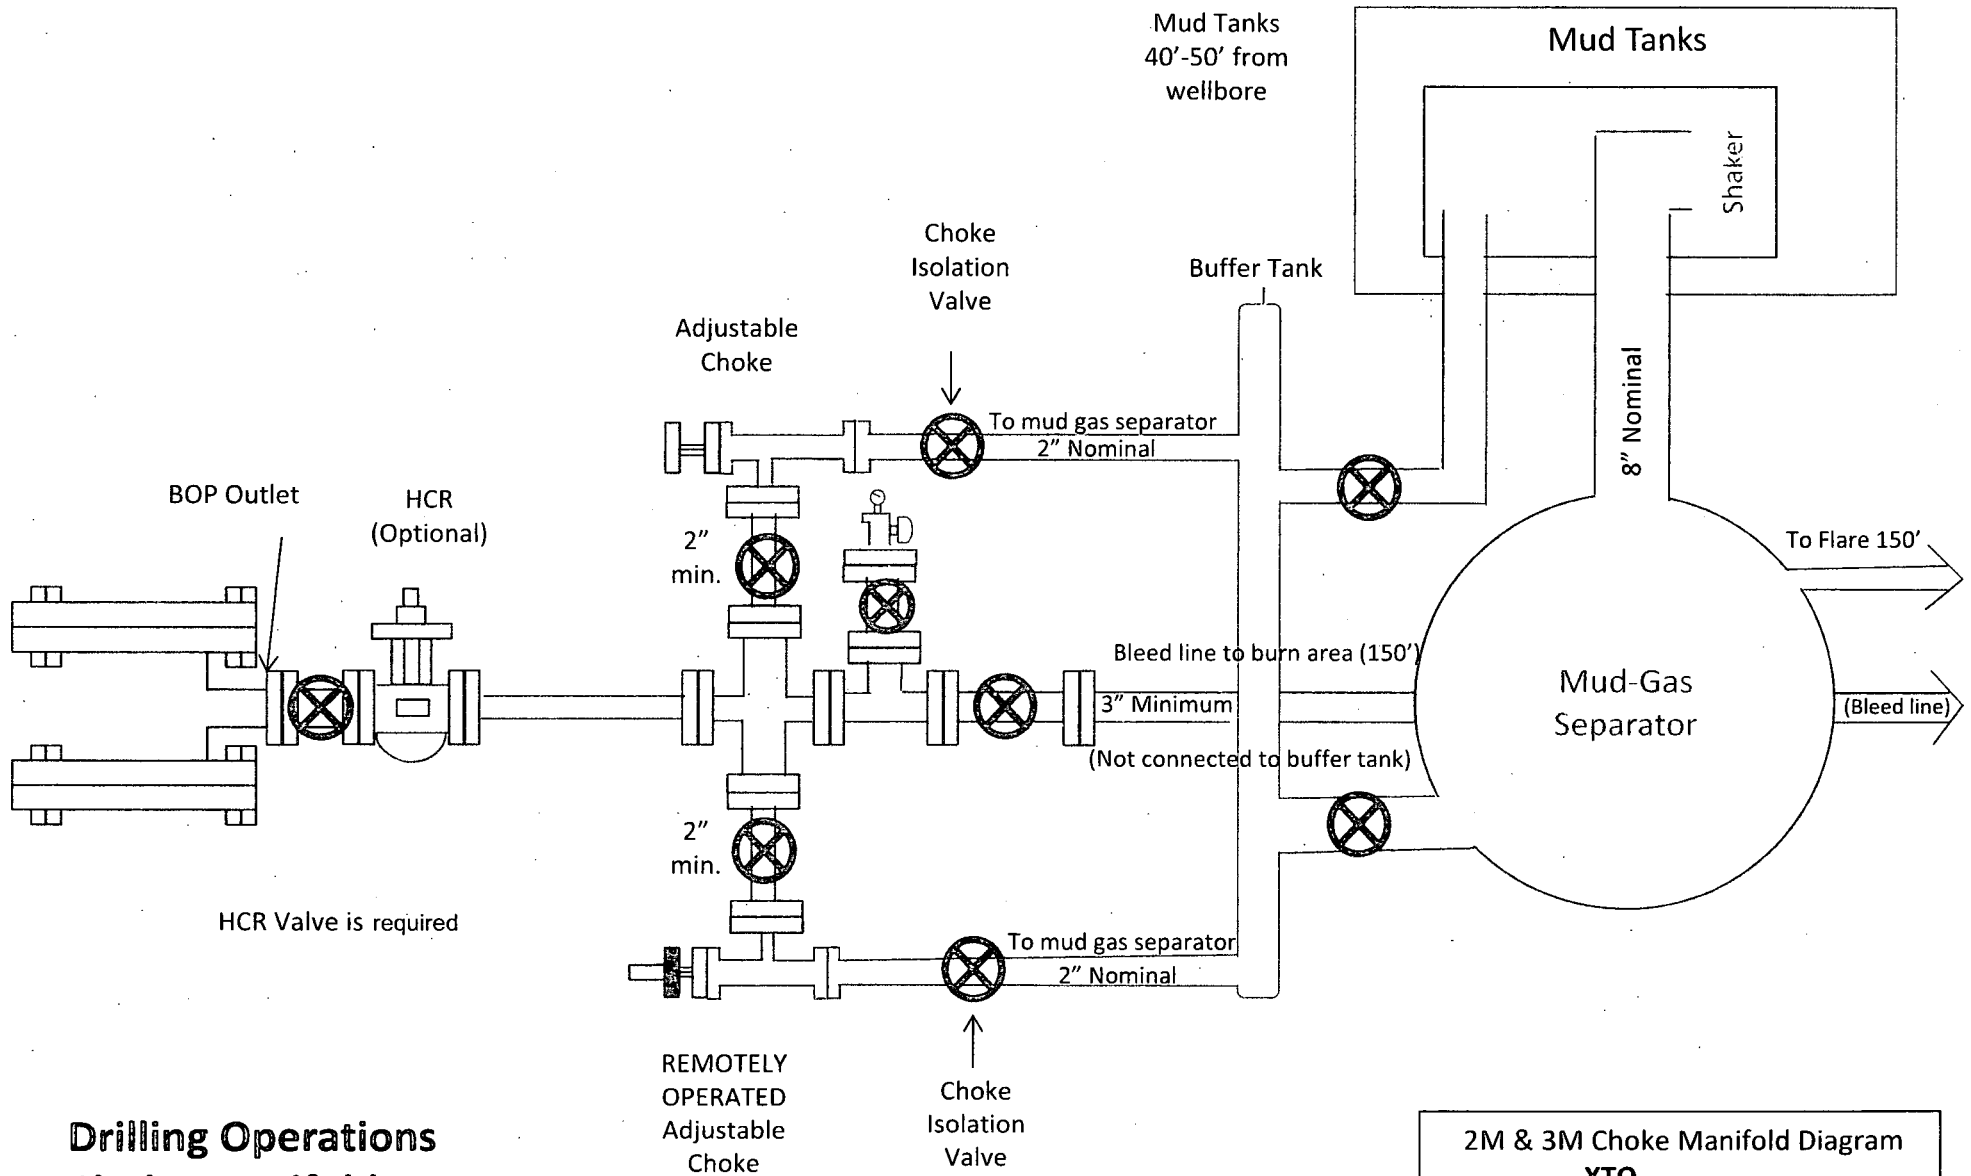 Mud Tanks
40’-50’ from
wellbore
Mud Tanks
Shaker
Choke
Isolation
Valve
Buffer Tank
Adjustable
Choke
8” Nominal
To mud gas separator
2” Nominal
BOP Outlet
HCR
(Optional)
2”
min.
To Flare 150’
Bleed line to burn area (150’)
3” Minimum
(Not connected to buffer tank)
Mud-Gas
Separator
(Bleed line)
2”
min.
HCR Valve is required
To mud gas separator
2” Nominal
REMOTELY
OPERATED
Adjustable
Choke
Choke
Isolation
Valve
Drilling Operations
2M & 3M Choke Manifold Diagram
XTO